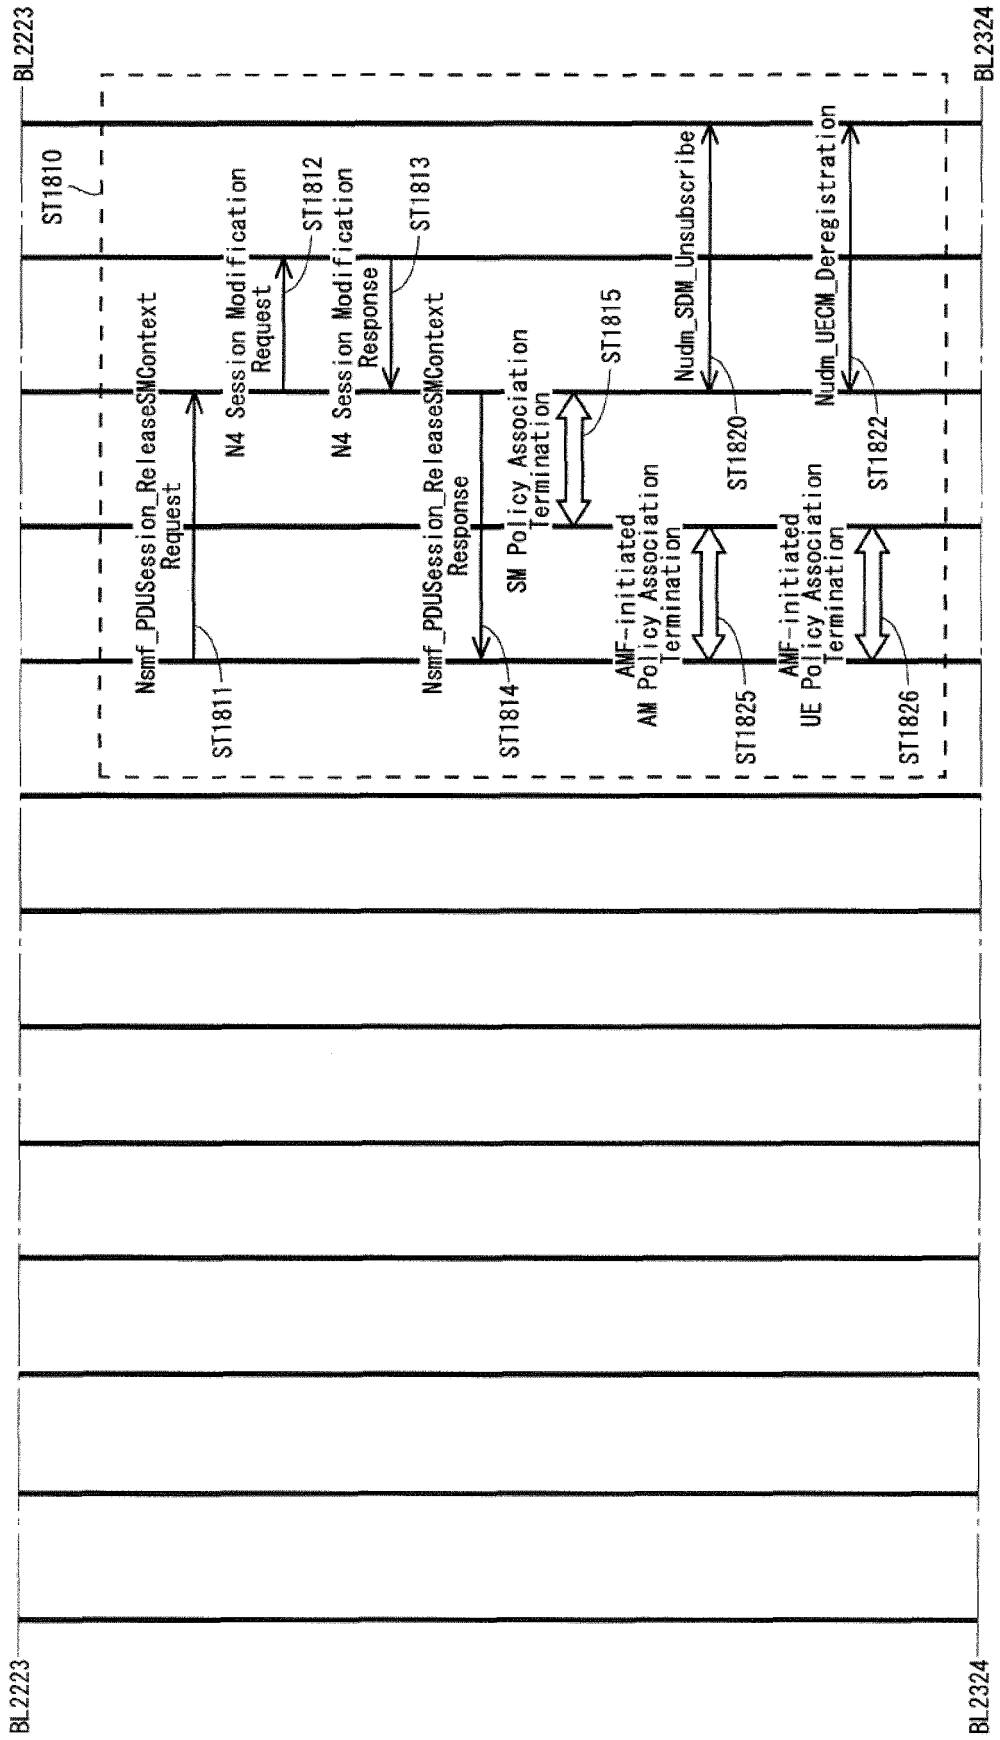 BL2223
BL2223
ST1810
Nsmf_PDUSession_ReleaseSMContext
Request
ST1811
N4 Session Modification
Request
ST1812
N4 Session Modification
Response
ST1813
Nsmf_PDUSession_ReleaseSMContext
Response
ST1814
SM Policy Association
Termination
ST1815
AMF-initiated
AM Policy Association
Termination
ST1825
Nudm_SDM_Unsubscribe
ST1820
AMF-initiated
UE Policy Association
Termination
ST1826
Nudm_UECM_Deregistration
ST1822
BL2324
BL2324